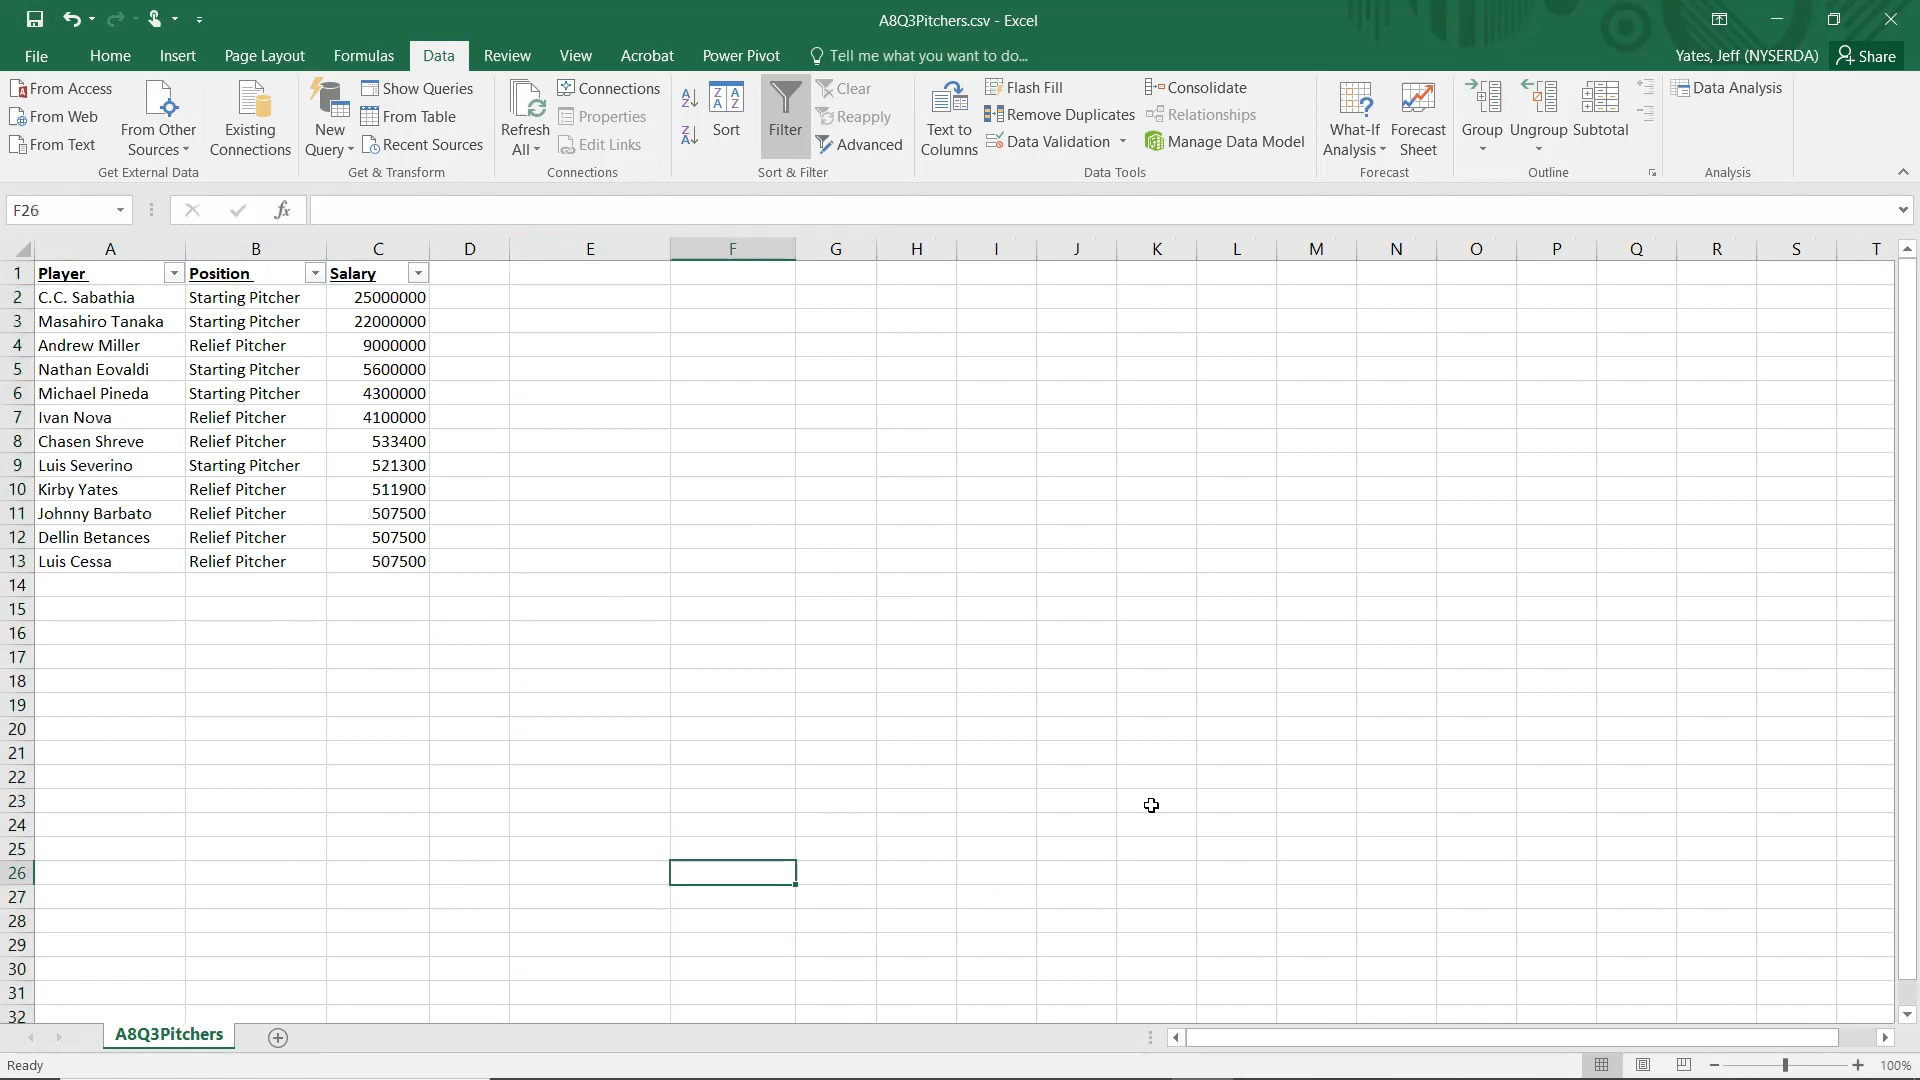 A8Q3Pitchers.csv - Excel
File Home Insert Page Layout Formulas Data Review View Acrobat Power Pivot Tell me what you want to do... Yates, Jeff (NYSERDA) Share
From Access
From Web
From Text
From Other Sources
Existing Connections
Get External Data
New Query
Show Queries
From Table
Recent Sources
Get & Transform
Refresh All
Connections
Properties
Edit Links
Connections
Sort
Filter
Clear
Reapply
Advanced
Sort & Filter
Text to Columns
Flash Fill
Remove Duplicates
Data Validation
Consolidate
Relationships
Manage Data Model
Data Tools
What-If Analysis
Forecast Sheet
Forecast
Group
Ungroup
Subtotal
Outline
Data Analysis
Analysis
F26 fx
A B C D E F G H I J K L M N O P Q R S T
1 Player Position Salary
2 C.C. Sabathia Starting Pitcher 25000000
3 Masahiro Tanaka Starting Pitcher 22000000
4 Andrew Miller Relief Pitcher 9000000
5 Nathan Eovaldi Starting Pitcher 5600000
6 Michael Pineda Starting Pitcher 4300000
7 Ivan Nova Relief Pitcher 4100000
8 Chasen Shreve Relief Pitcher 533400
9 Luis Severino Starting Pitcher 521300
10 Kirby Yates Relief Pitcher 511900
11 Johnny Barbato Relief Pitcher 507500
12 Dellin Betances Relief Pitcher 507500
13 Luis Cessa Relief Pitcher 507500
14
15
16
17
18
19
20
21
22
23
24
25
26
27
28
29
30
31
32
A8Q3Pitchers
Ready 100%